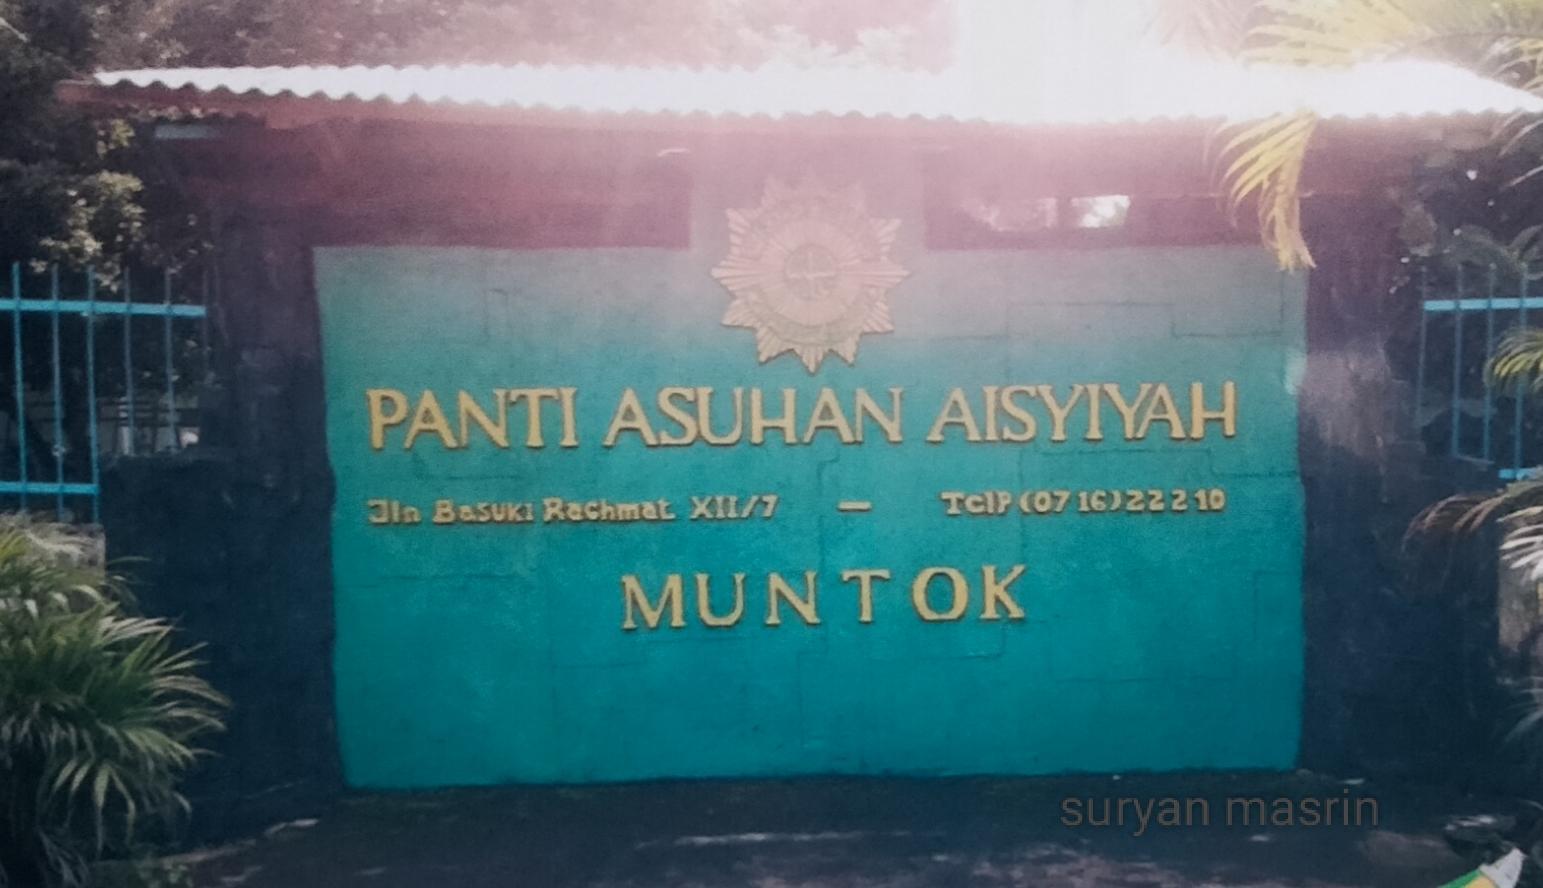 PANTI ASUHAN AISYIYAH
Jln Basuki Rachmat XII/7 — Telp (0716) 22210
MUNTOK
suryan masrin